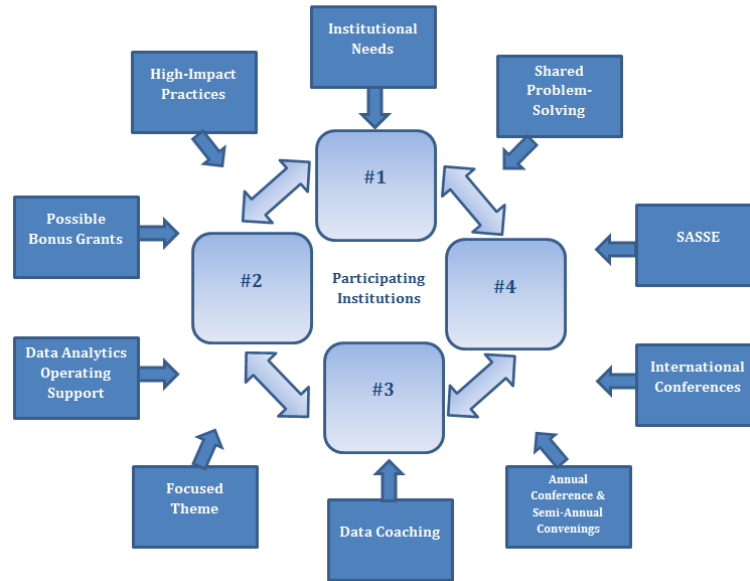 Institutional
Needs
High-Impact
Practices
Shared
Problem-
Solving
#1
Possible
Bonus Grants
#2
Participating
Institutions
#4
SASSE
Data Analytics
Operating
Support
#3
International
Conferences
Focused
Theme
Data Coaching
Annual
Conference &
Semi-Annual
Convenings